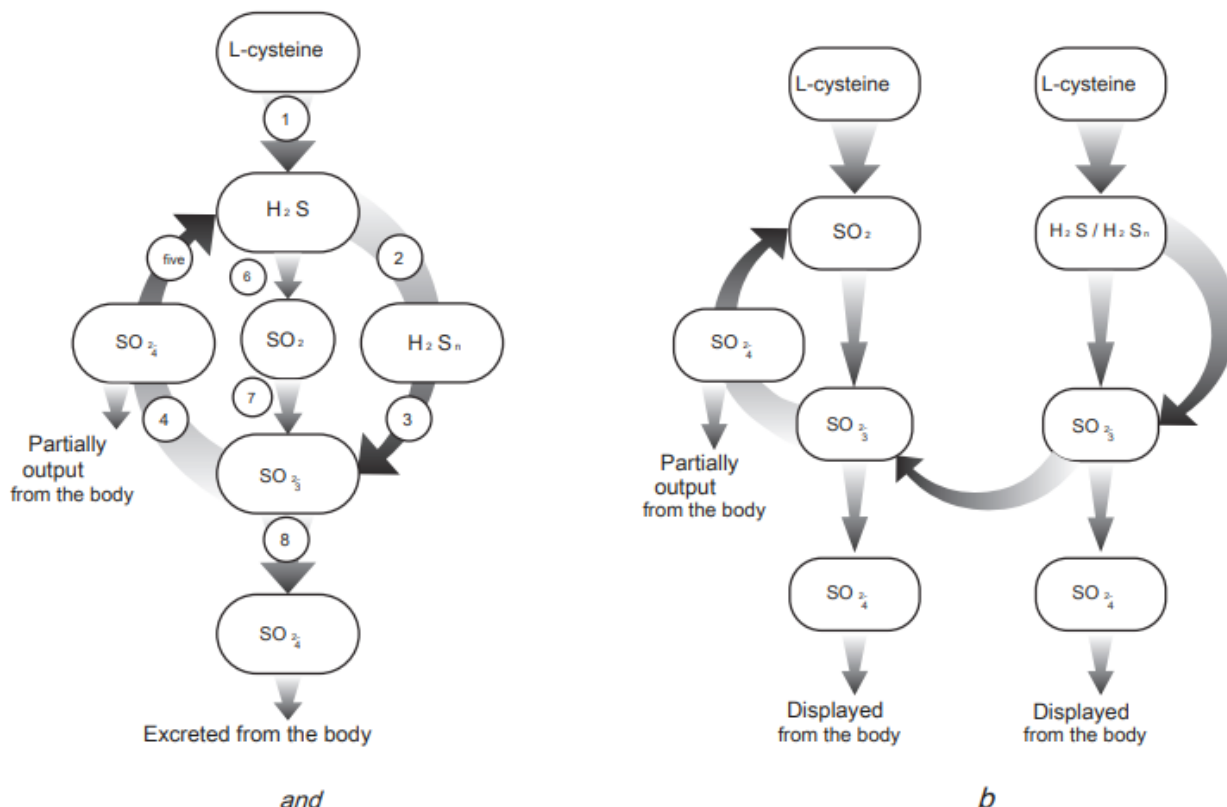 L-cysteine
1
H₂S
five
6
2
SO₄²⁻
SO₂
H₂Sₙ
7
4
3
Partially
output
from the body
SO₃²⁻
8
SO₄²⁻
Excreted from the body
and
L-cysteine
L-cysteine
SO₂
H₂S / H₂Sₙ
SO₄²⁻
SO₃²⁻
SO₃²⁻
Partially
output
from the body
SO₄²⁻
SO₄²⁻
Displayed
from the body
Displayed
from the body
b